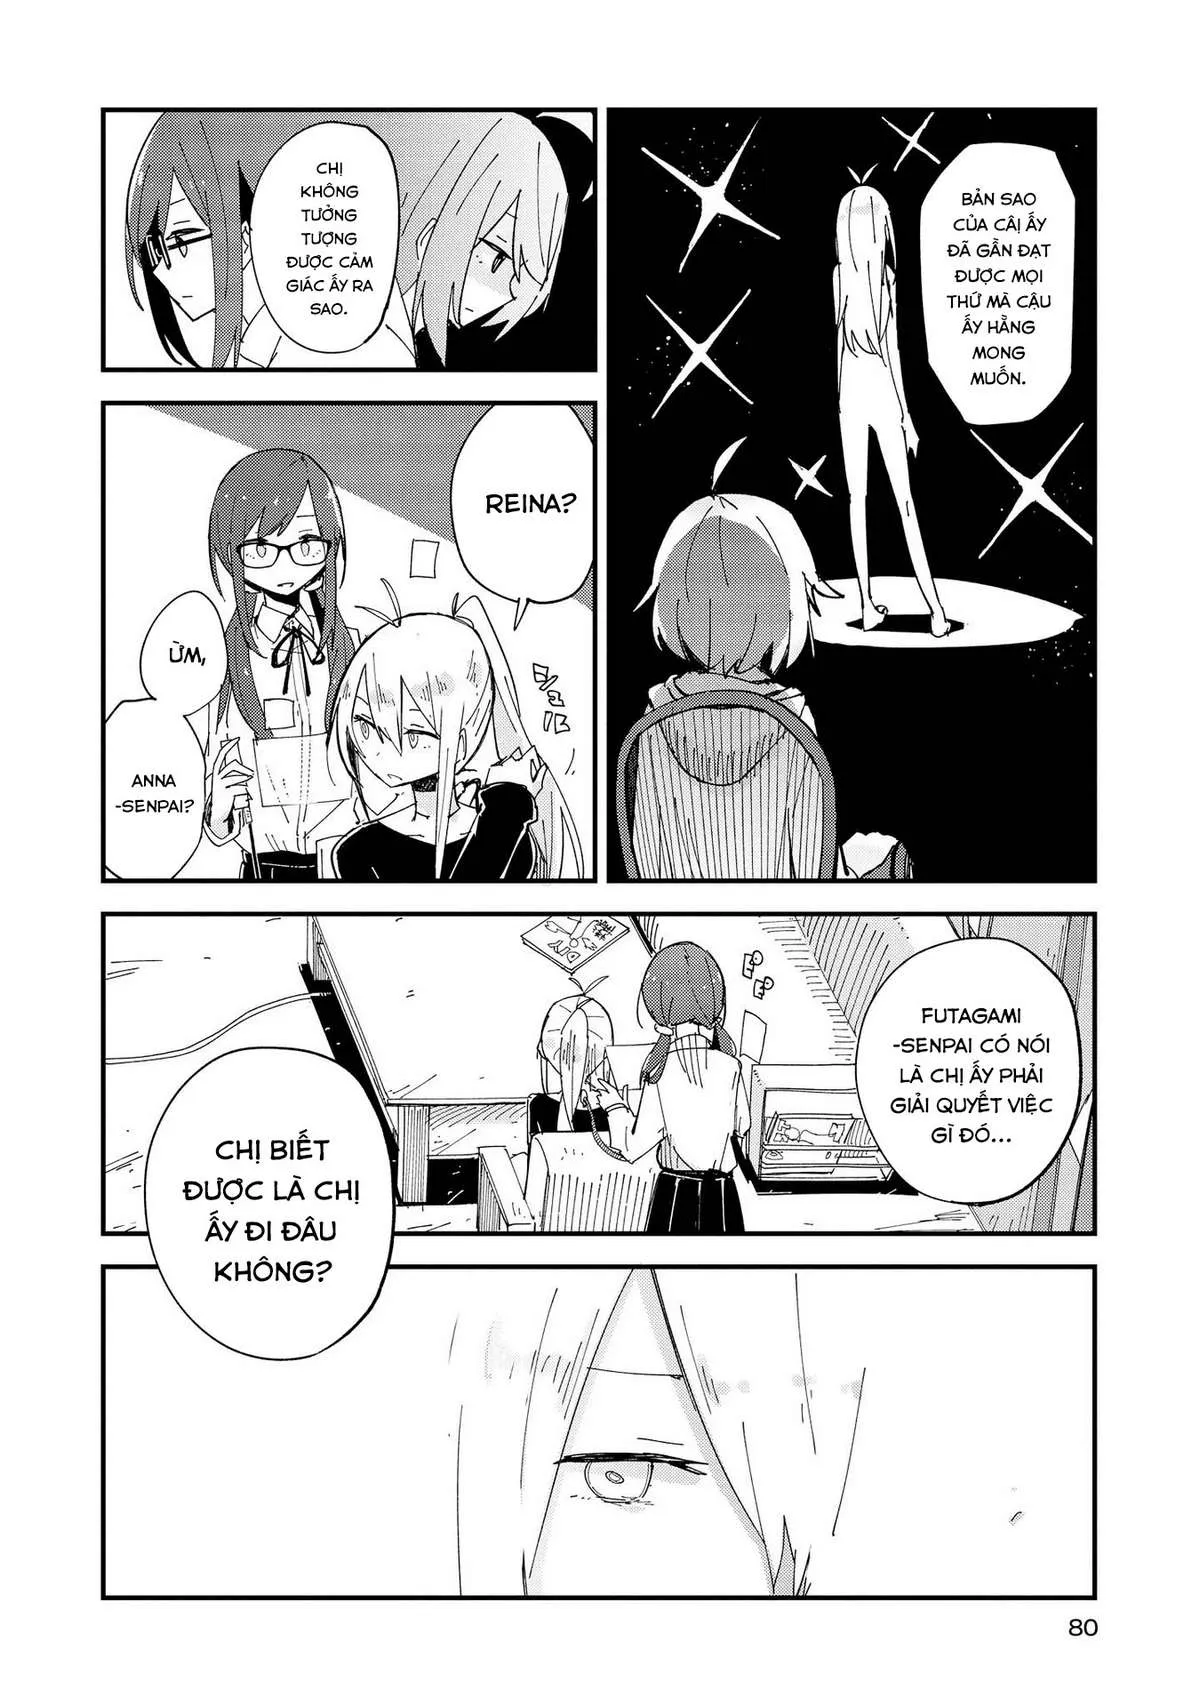 BẢN SAO
CỦA CÂỊ ẤY
ĐÃ GẦN ĐẠT
ĐƯỢC MỌI
THỨ MÀ CẬU
ẤY HẰNG
MONG
MUỐN.
CHỊ
KHÔNG
TƯỞNG
TƯỢNG
ĐƯỢC CẢM
GIÁC ẤY RA
SAO.
REINA?
ỪM,
ANNA
-SENPAI?
FUTAGAMI
-SENPAI CÓ NÓI
LÀ CHỊ ẤY PHẢI
GIẢI QUYẾT VIỆC
GÌ ĐÓ...
CHỊ BIẾT
ĐƯỢC LÀ CHỊ
ẤY ĐI ĐÂU
KHÔNG?
80